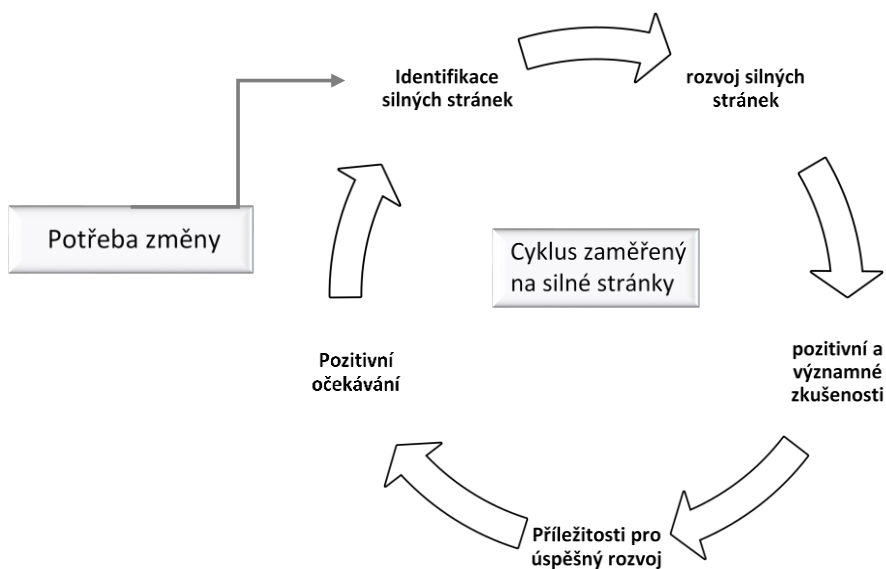 Identifikace
silných stránek
rozvoj silných
stránek
Potřeba změny
Cyklus zaměřený
na silné stránky
pozitivní a
významné
zkušenosti
Pozitivní
očekávání
Příležitosti pro
úspěšný rozvoj